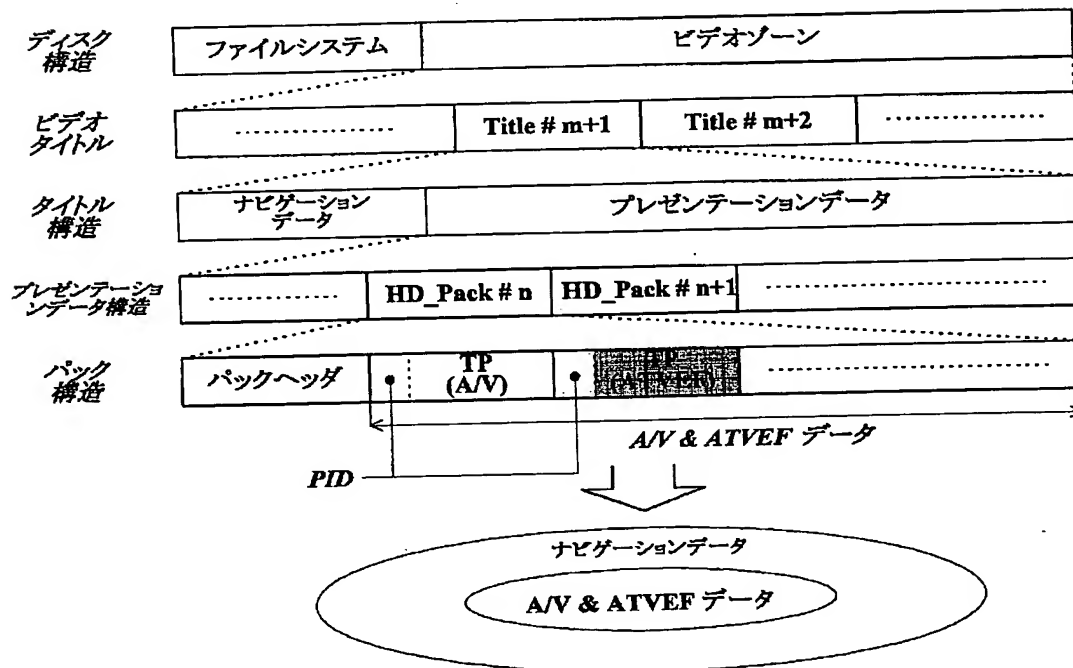 ディスク
構造
ファイルシステム
ビデオゾーン
ビデオ
タイトル
Title # m+1
Title # m+2
タイトル
構造
ナビゲーション
データ
プレゼンテーションデータ
プレゼンテーショ
ンデータ構造
HD_Pack # n
HD_Pack # n+1
パック
構造
パックヘッダ
TP
(A/V)
TP
(ATVEF)
A/V & ATVEF データ
PID
ナビゲーションデータ
A/V & ATVEF データ